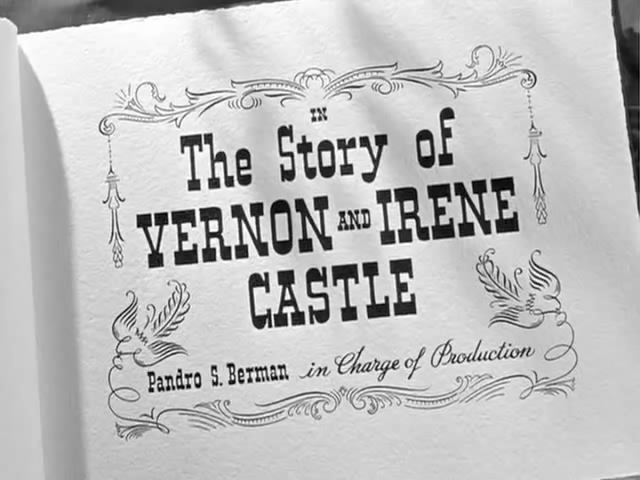 IN
The Story of
VERNON AND IRENE
CASTLE
Pandro S. Berman in Charge of Production